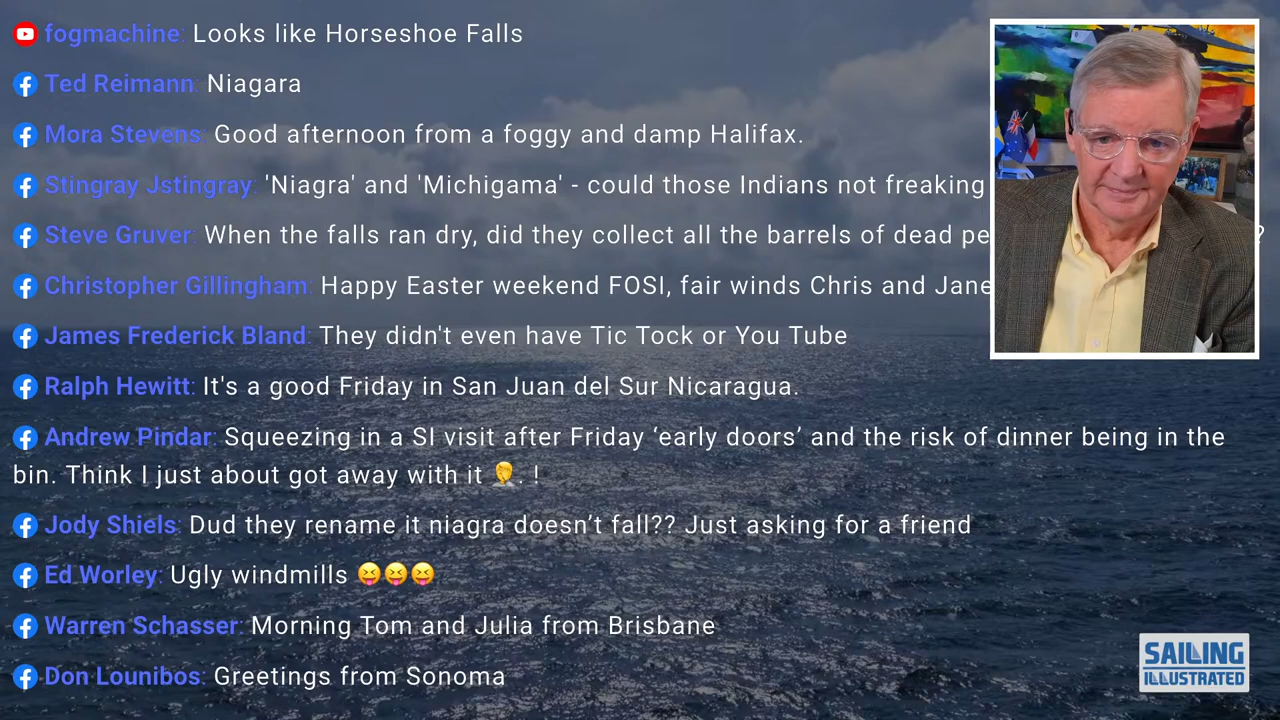 fogmachine: Looks like Horseshoe Falls
Ted Reimann: Niagara
Mora Stevens: Good afternoon from a foggy and damp Halifax.
Stingray Jstingray: 'Niagra' and 'Michigama' - could those Indians not freaking
Steve Gruver: When the falls ran dry, did they collect all the barrels of dead pe ?
Christopher Gillingham: Happy Easter weekend FOSI, fair winds Chris and Jane
James Frederick Bland: They didn't even have Tic Tock or You Tube
Ralph Hewitt: It's a good Friday in San Juan del Sur Nicaragua.
Andrew Pindar: Squeezing in a SI visit after Friday ‘early doors’ and the risk of dinner being in the
bin. Think I just about got away with it 🤦‍♂️. !
Jody Shiels: Dud they rename it niagra doesn’t fall?? Just asking for a friend
Ed Worley: Ugly windmills 😝😝😝
Warren Schasser: Morning Tom and Julia from Brisbane
Don Lounibos: Greetings from Sonoma
SAILING
ILLUSTRATED